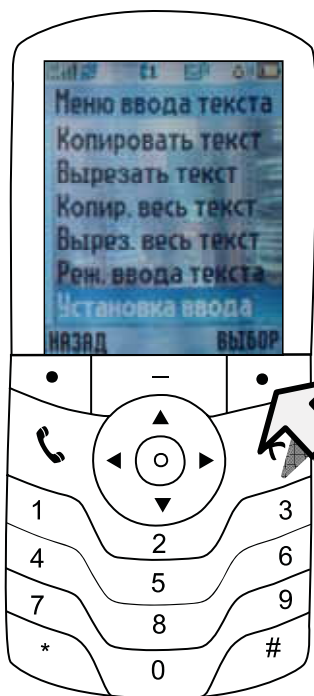 Меню ввода текста
Копировать текст
Вырезать текст
Копир. весь текст
Вырез. весь текст
Реж. ввода текста
Установка ввода
НАЗАД ВЫБОР
1 2 3
4 5 6
7 8 9
* 0 #